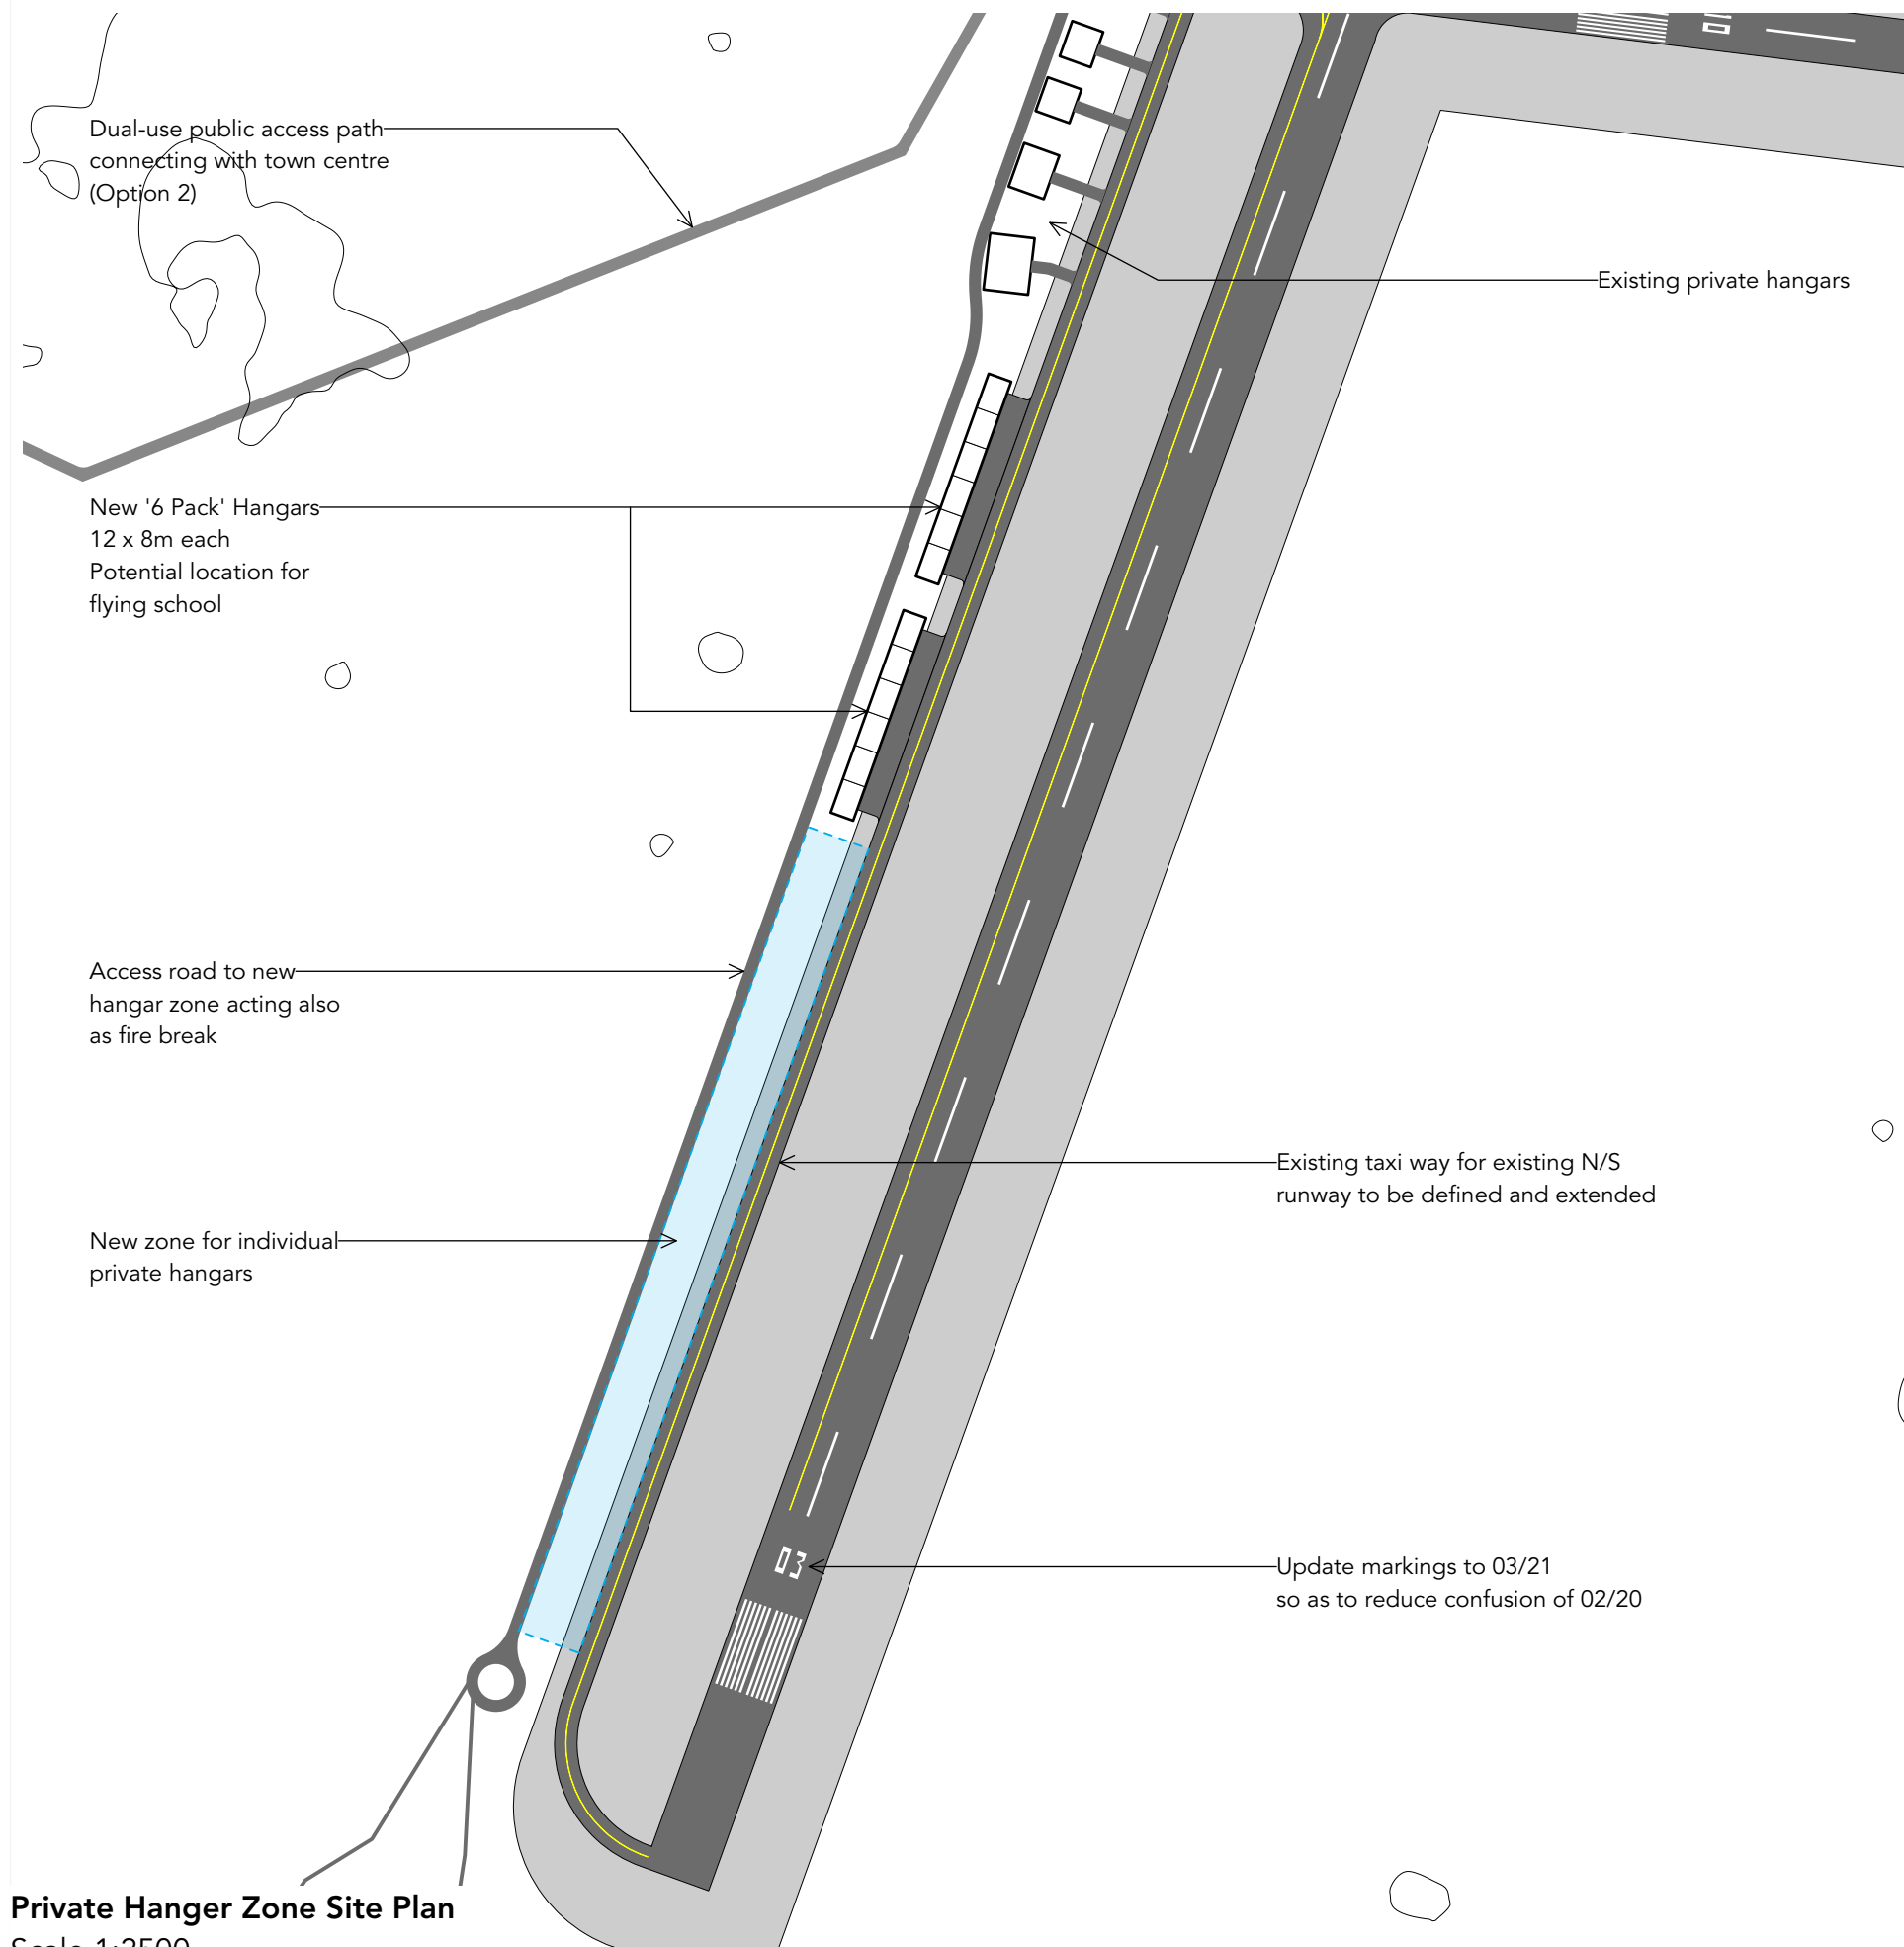 Dual-use public access path
connecting with town centre
(Option 2)
Existing private hangars
New '6 Pack' Hangars
12 x 8m each
Potential location for
flying school
Access road to new
hangar zone acting also
as fire break
Existing taxi way for existing N/S
runway to be defined and extended
New zone for individual
private hangars
03
Update markings to 03/21
so as to reduce confusion of 02/20
Private Hanger Zone Site Plan
Scale 1:2500